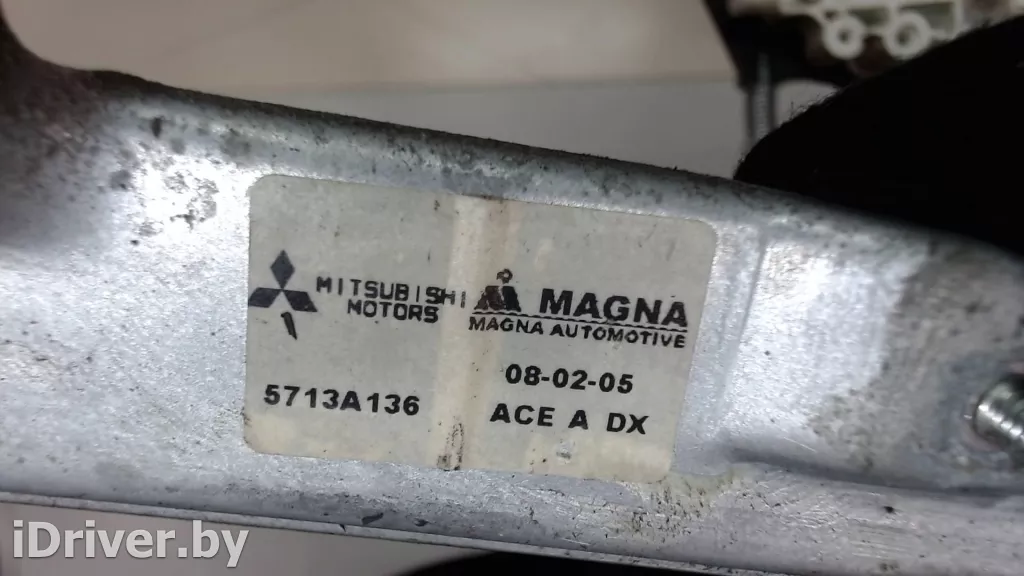 MITSUBISHI
MOTORS
MAGNA
MAGNA AUTOMOTIVE
5713A136
08-02-05
ACE A DX
iDriver.by